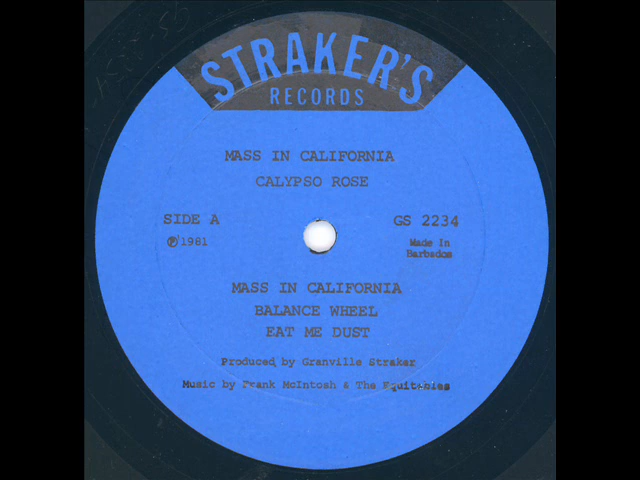 STRAKER'S
RECORDS
MASS IN CALIFORNIA
CALYPSO ROSE
SIDE A GS 2234
℗ 1981 Made In
Barbados
MASS IN CALIFORNIA
BALANCE WHEEL
EAT ME DUST
Produced by Granville Straker
Music by Frank McIntosh & The Equitables